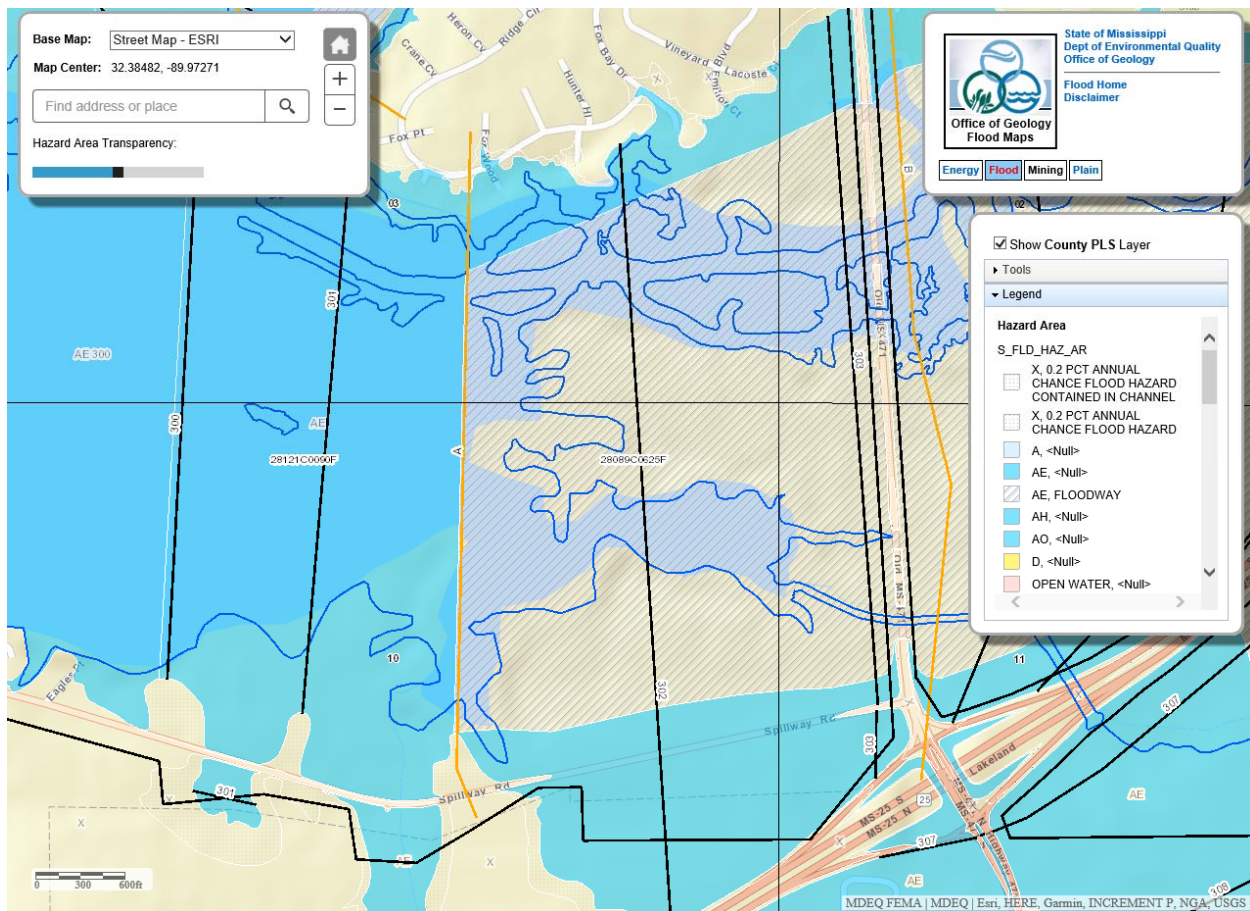 Base Map: Street Map - ESRI
Map Center: 32.38482, -89.97271
Find address or place
Hazard Area Transparency:
+
−
Office of Geology
Flood Maps
State of Mississippi
Dept of Environmental Quality
Office of Geology
Flood Home
Disclaimer
Energy
Flood
Mining
Plain
Show County PLS Layer
Tools
Legend
Hazard Area
S_FLD_HAZ_AR
X, 0.2 PCT ANNUAL
CHANCE FLOOD HAZARD
CONTAINED IN CHANNEL
X, 0.2 PCT ANNUAL
CHANCE FLOOD HAZARD
A, <Null>
AE, <Null>
AE, FLOODWAY
AH, <Null>
AO, <Null>
D, <Null>
OPEN WATER, <Null>
Heron Cv
Ridge Cir
Crane Cv
Hunter Hl
Fox Bay Dr
Vineyard
Lacoste
Blvd
X
X
Fox Pt
Fox Wood
03
02
B
301
303
AE 300
300
AE
A
28121C0090F
28089C0625F
302
10
11
Eagles Pt
Spillway Rd
Spillway Rd
303
307
Lakeland
25
MS-25 S
MS-25 N
301
X
X
X
X
AE
AE
AE
307
308
0 300 600ft
MDEQ FEMA | MDEQ | Esri, HERE, Garmin, INCREMENT P, NGA, USGS